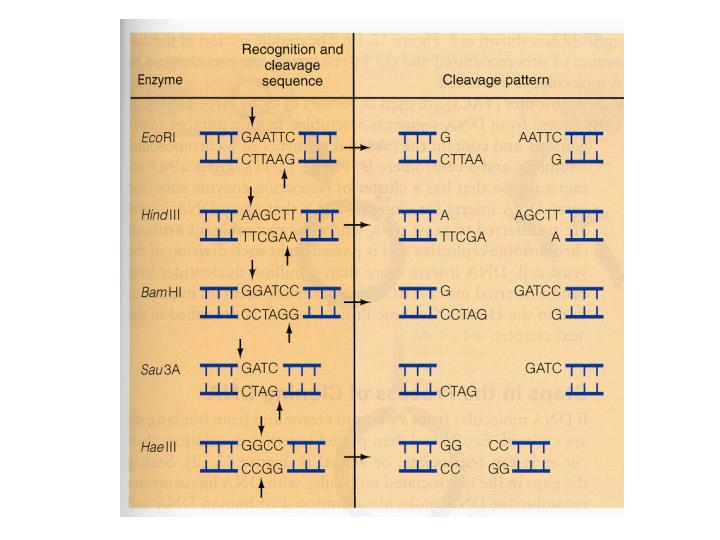 Recognition and
cleavage
Enzyme sequence Cleavage pattern
EcoRI GAATTC G AATTC
CTTAAG CTTAA G
HindIII AAGCTT A AGCTT
TTCGAA TTCGA A
BamHI GGATCC G GATCC
CCTAGG CCTAG G
Sau3A GATC GATC
CTAG CTAG
HaeIII GGCC GG CC
CCGG CC GG